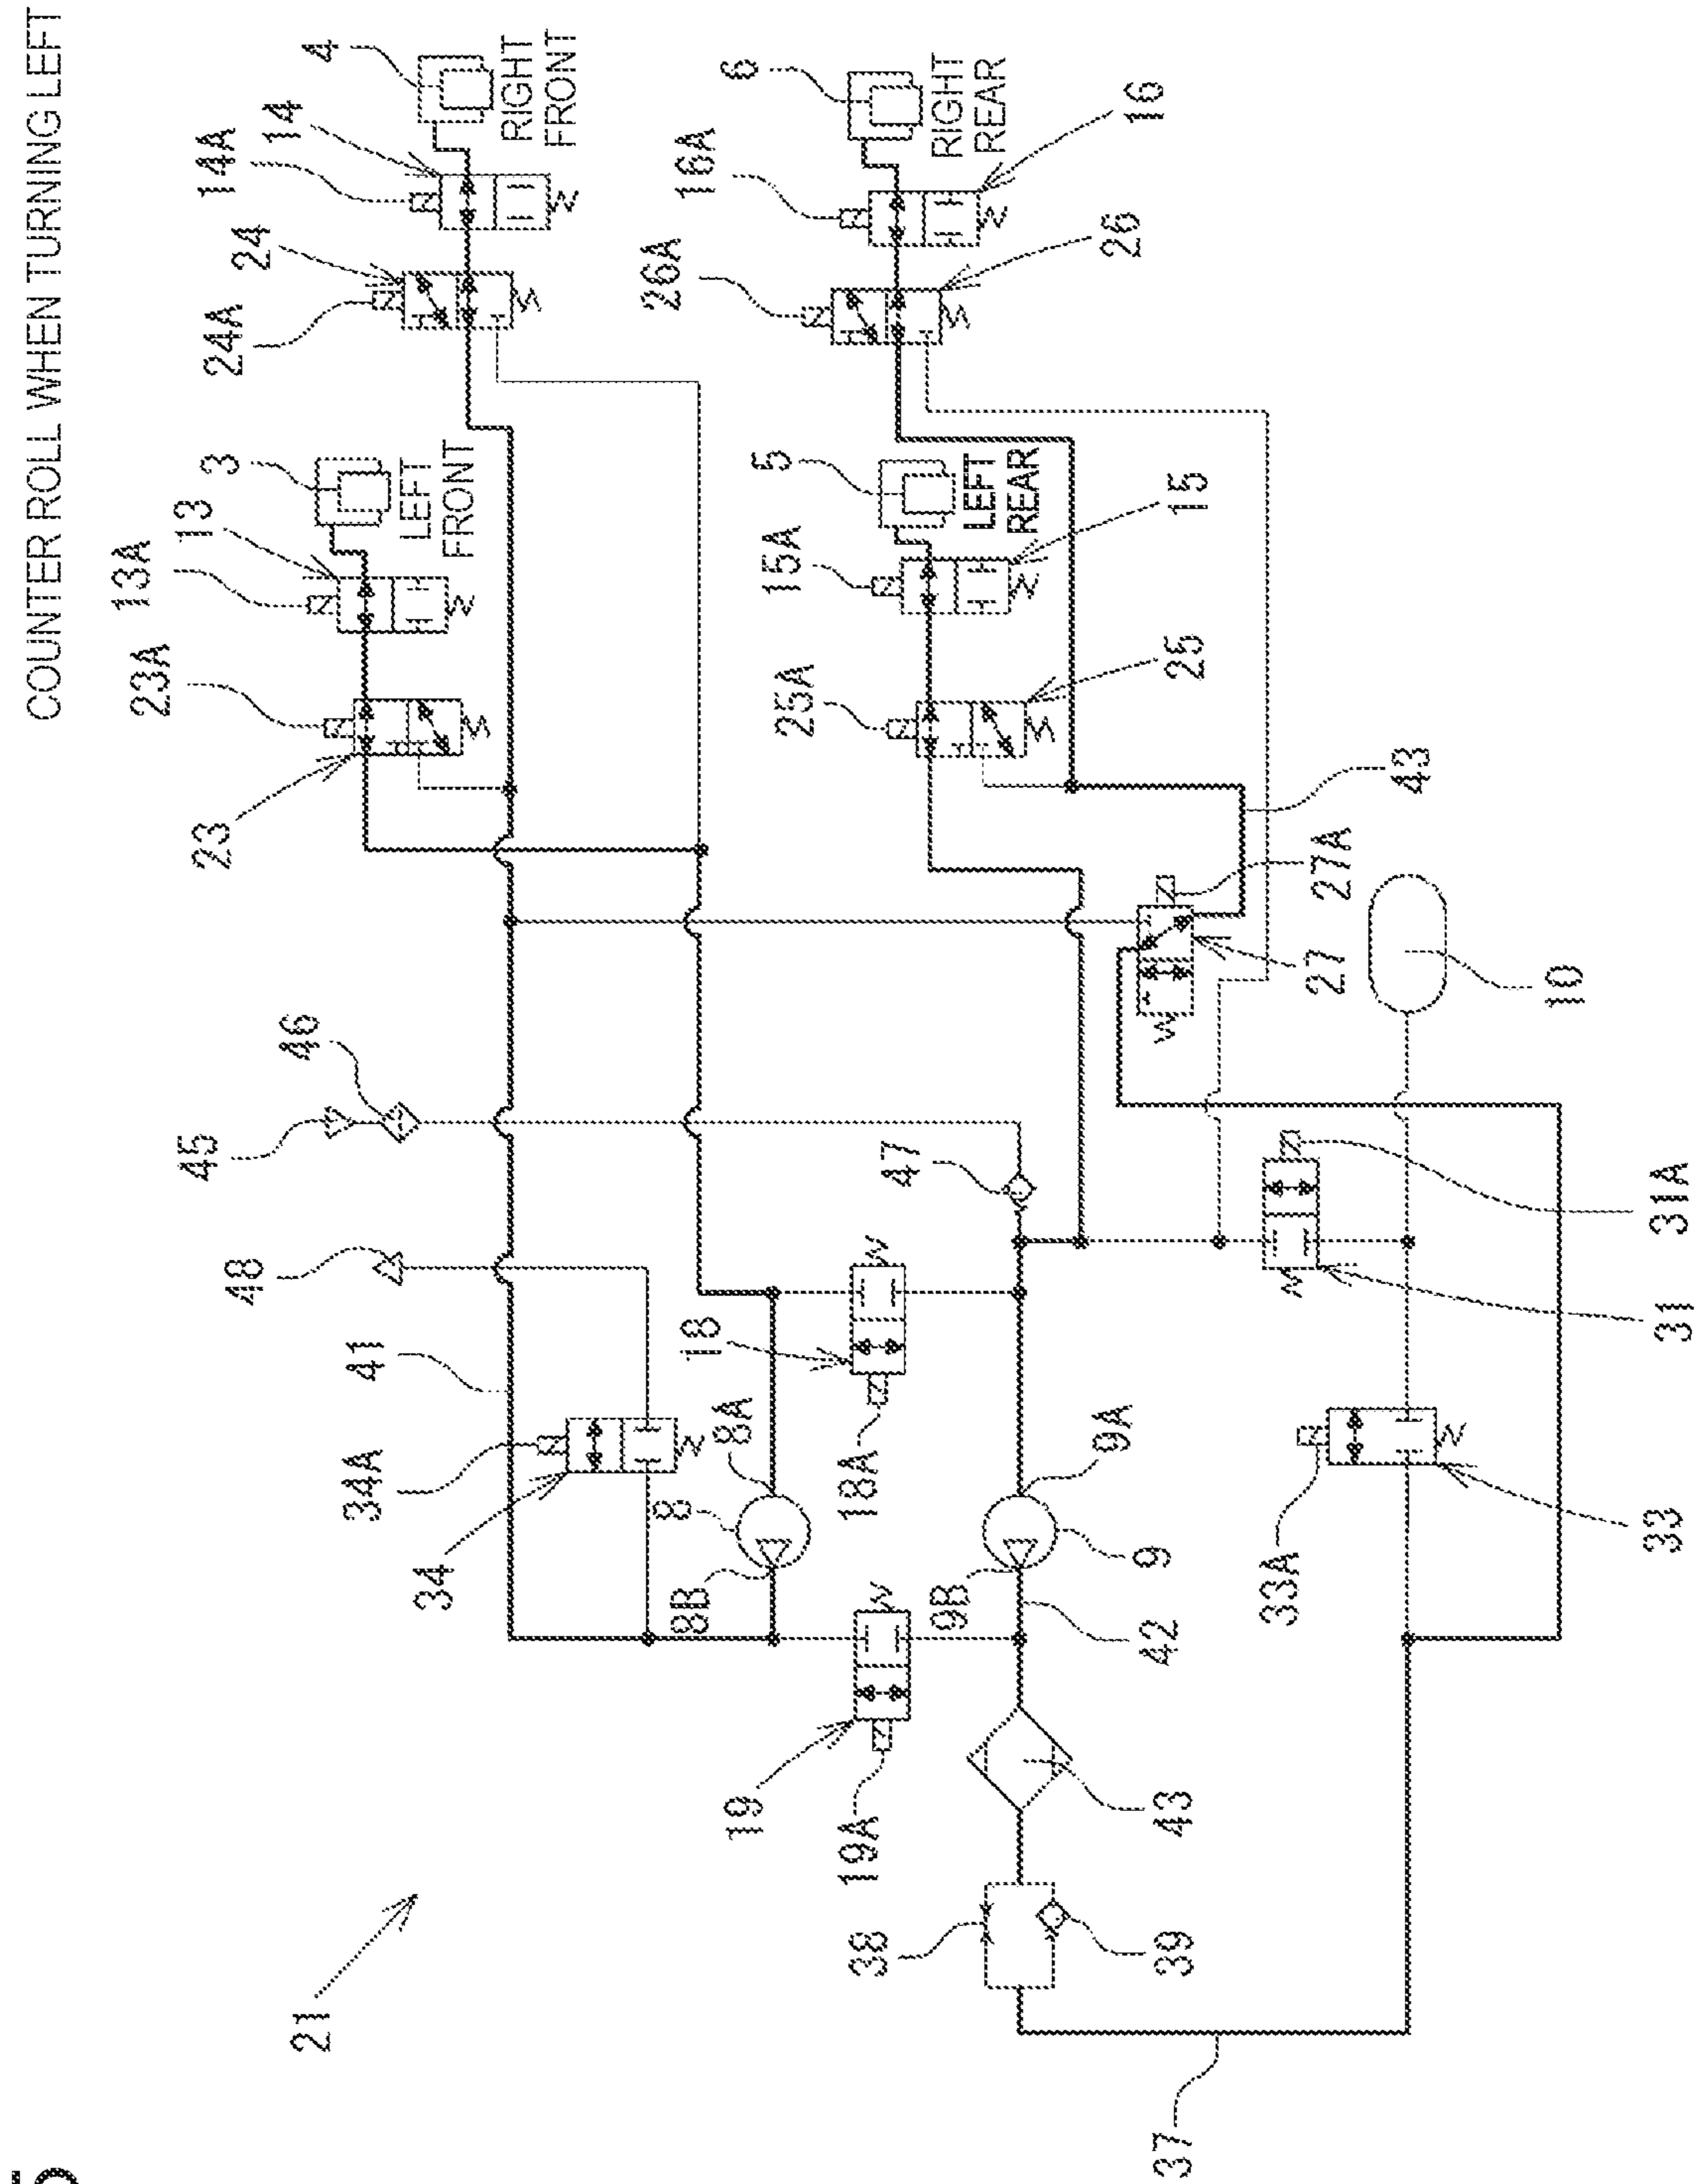 COUNTER ROLL WHEN TURNING LEFT
21
45
48
46
41
34A
34
23
23A
13A
13
3
24A
24
14A
14
4
LEFT
FRONT
RIGHT
FRONT
8
8A
8B
18
18A
19
19A
47
25A
15A
5
26A
16A
6
LEFT
REAR
RIGHT
REAR
38
39
43
9B
9A
9
42
25
15
26
16
37
33A
33
31
31A
27
27A
43
10